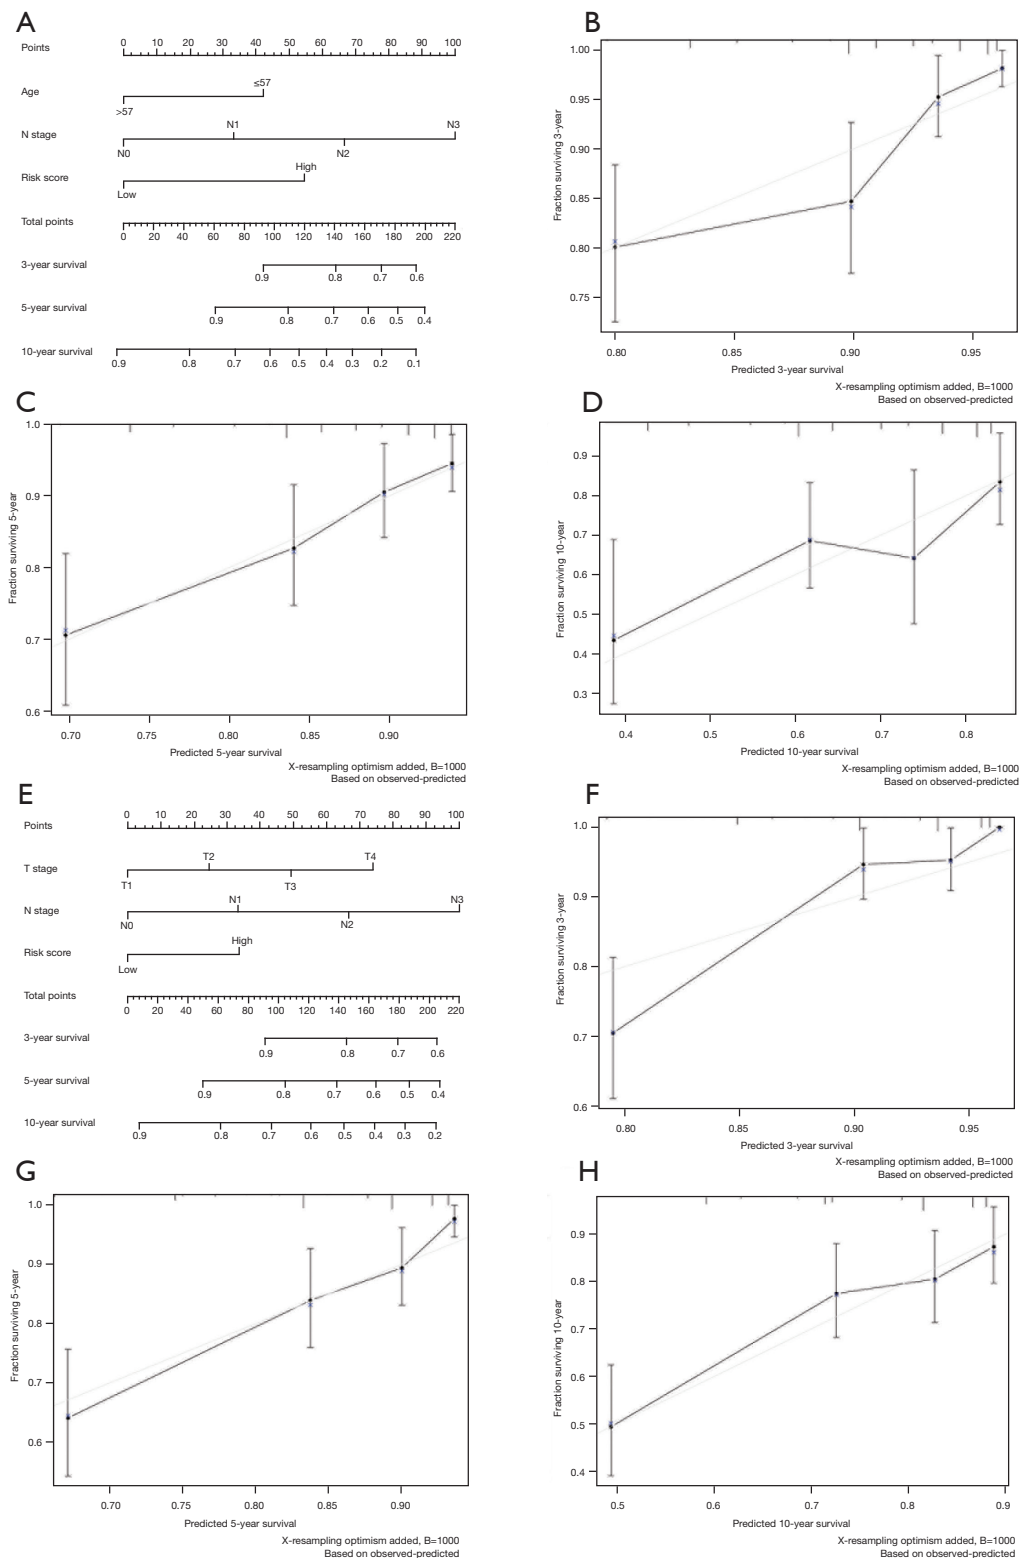 A
Points
0 10 20 30 40 50 60 70 80 90 100
Age
≤57
>57
N stage
N1 N3
N0 N2
Risk score
High
Low
Total points
0 20 40 60 80 100 120 140 160 180 200 220
3-year survival
0.9 0.8 0.7 0.6
5-year survival
0.9 0.8 0.7 0.6 0.5 0.4
10-year survival
0.9 0.8 0.7 0.6 0.5 0.4 0.3 0.2 0.1
B
Fraction surviving 3-year
1.00
0.95
0.90
0.85
0.80
0.75
0.80 0.85 0.90 0.95
Predicted 3-year survival
X-resampling optimism added, B=1000
Based on observed-predicted
C
Fraction surviving 5-year
1.0
0.9
0.8
0.7
0.6
0.70 0.75 0.80 0.85 0.90
Predicted 5-year survival
X-resampling optimism added, B=1000
Based on observed-predicted
D
Fraction surviving 10-year
0.9
0.8
0.7
0.6
0.5
0.4
0.3
0.4 0.5 0.6 0.7 0.8
Predicted 10-year survival
X-resampling optimism added, B=1000
Based on observed-predicted
E
Points
0 10 20 30 40 50 60 70 80 90 100
T stage
T2 T4
T1 T3
N stage
N1 N3
N0 N2
Risk score
High
Low
Total points
0 20 40 60 80 100 120 140 160 180 200 220
3-year survival
0.9 0.8 0.7 0.6
5-year survival
0.9 0.8 0.7 0.6 0.5 0.4
10-year survival
0.9 0.8 0.7 0.6 0.5 0.4 0.3 0.2
F
Fraction surviving 3-year
1.0
0.9
0.8
0.7
0.6
0.80 0.85 0.90 0.95
Predicted 3-year survival
X-resampling optimism added, B=1000
Based on observed-predicted
G
Fraction surviving 5-year
1.0
0.9
0.8
0.7
0.6
0.70 0.75 0.80 0.85 0.90
Predicted 5-year survival
X-resampling optimism added, B=1000
Based on observed-predicted
H
Fraction surviving 10-year
0.9
0.8
0.7
0.6
0.5
0.4
0.5 0.6 0.7 0.8 0.9
Predicted 10-year survival
X-resampling optimism added, B=1000
Based on observed-predicted